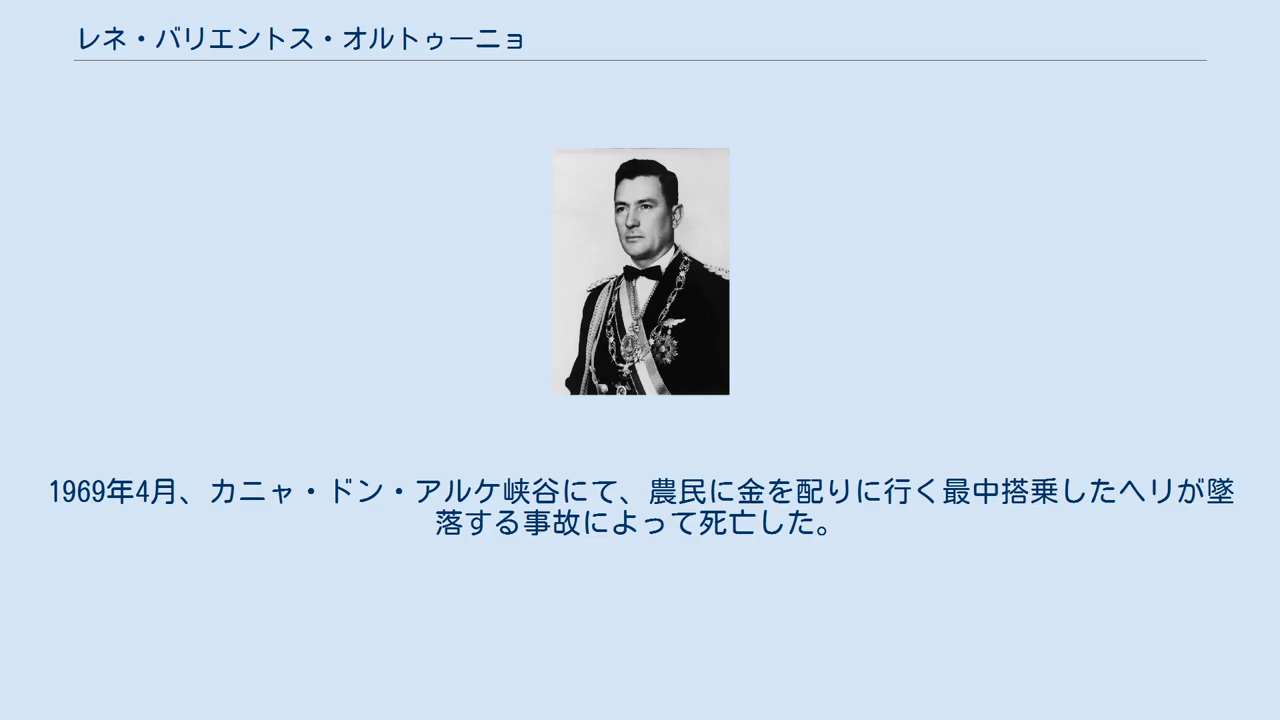 レネ・バリエントス・オルトゥーニョ
1969年4月、カニャ・ドン・アルケ峡谷にて、農民に金を配りに行く最中搭乗したヘリが墜
落する事故によって死亡した。